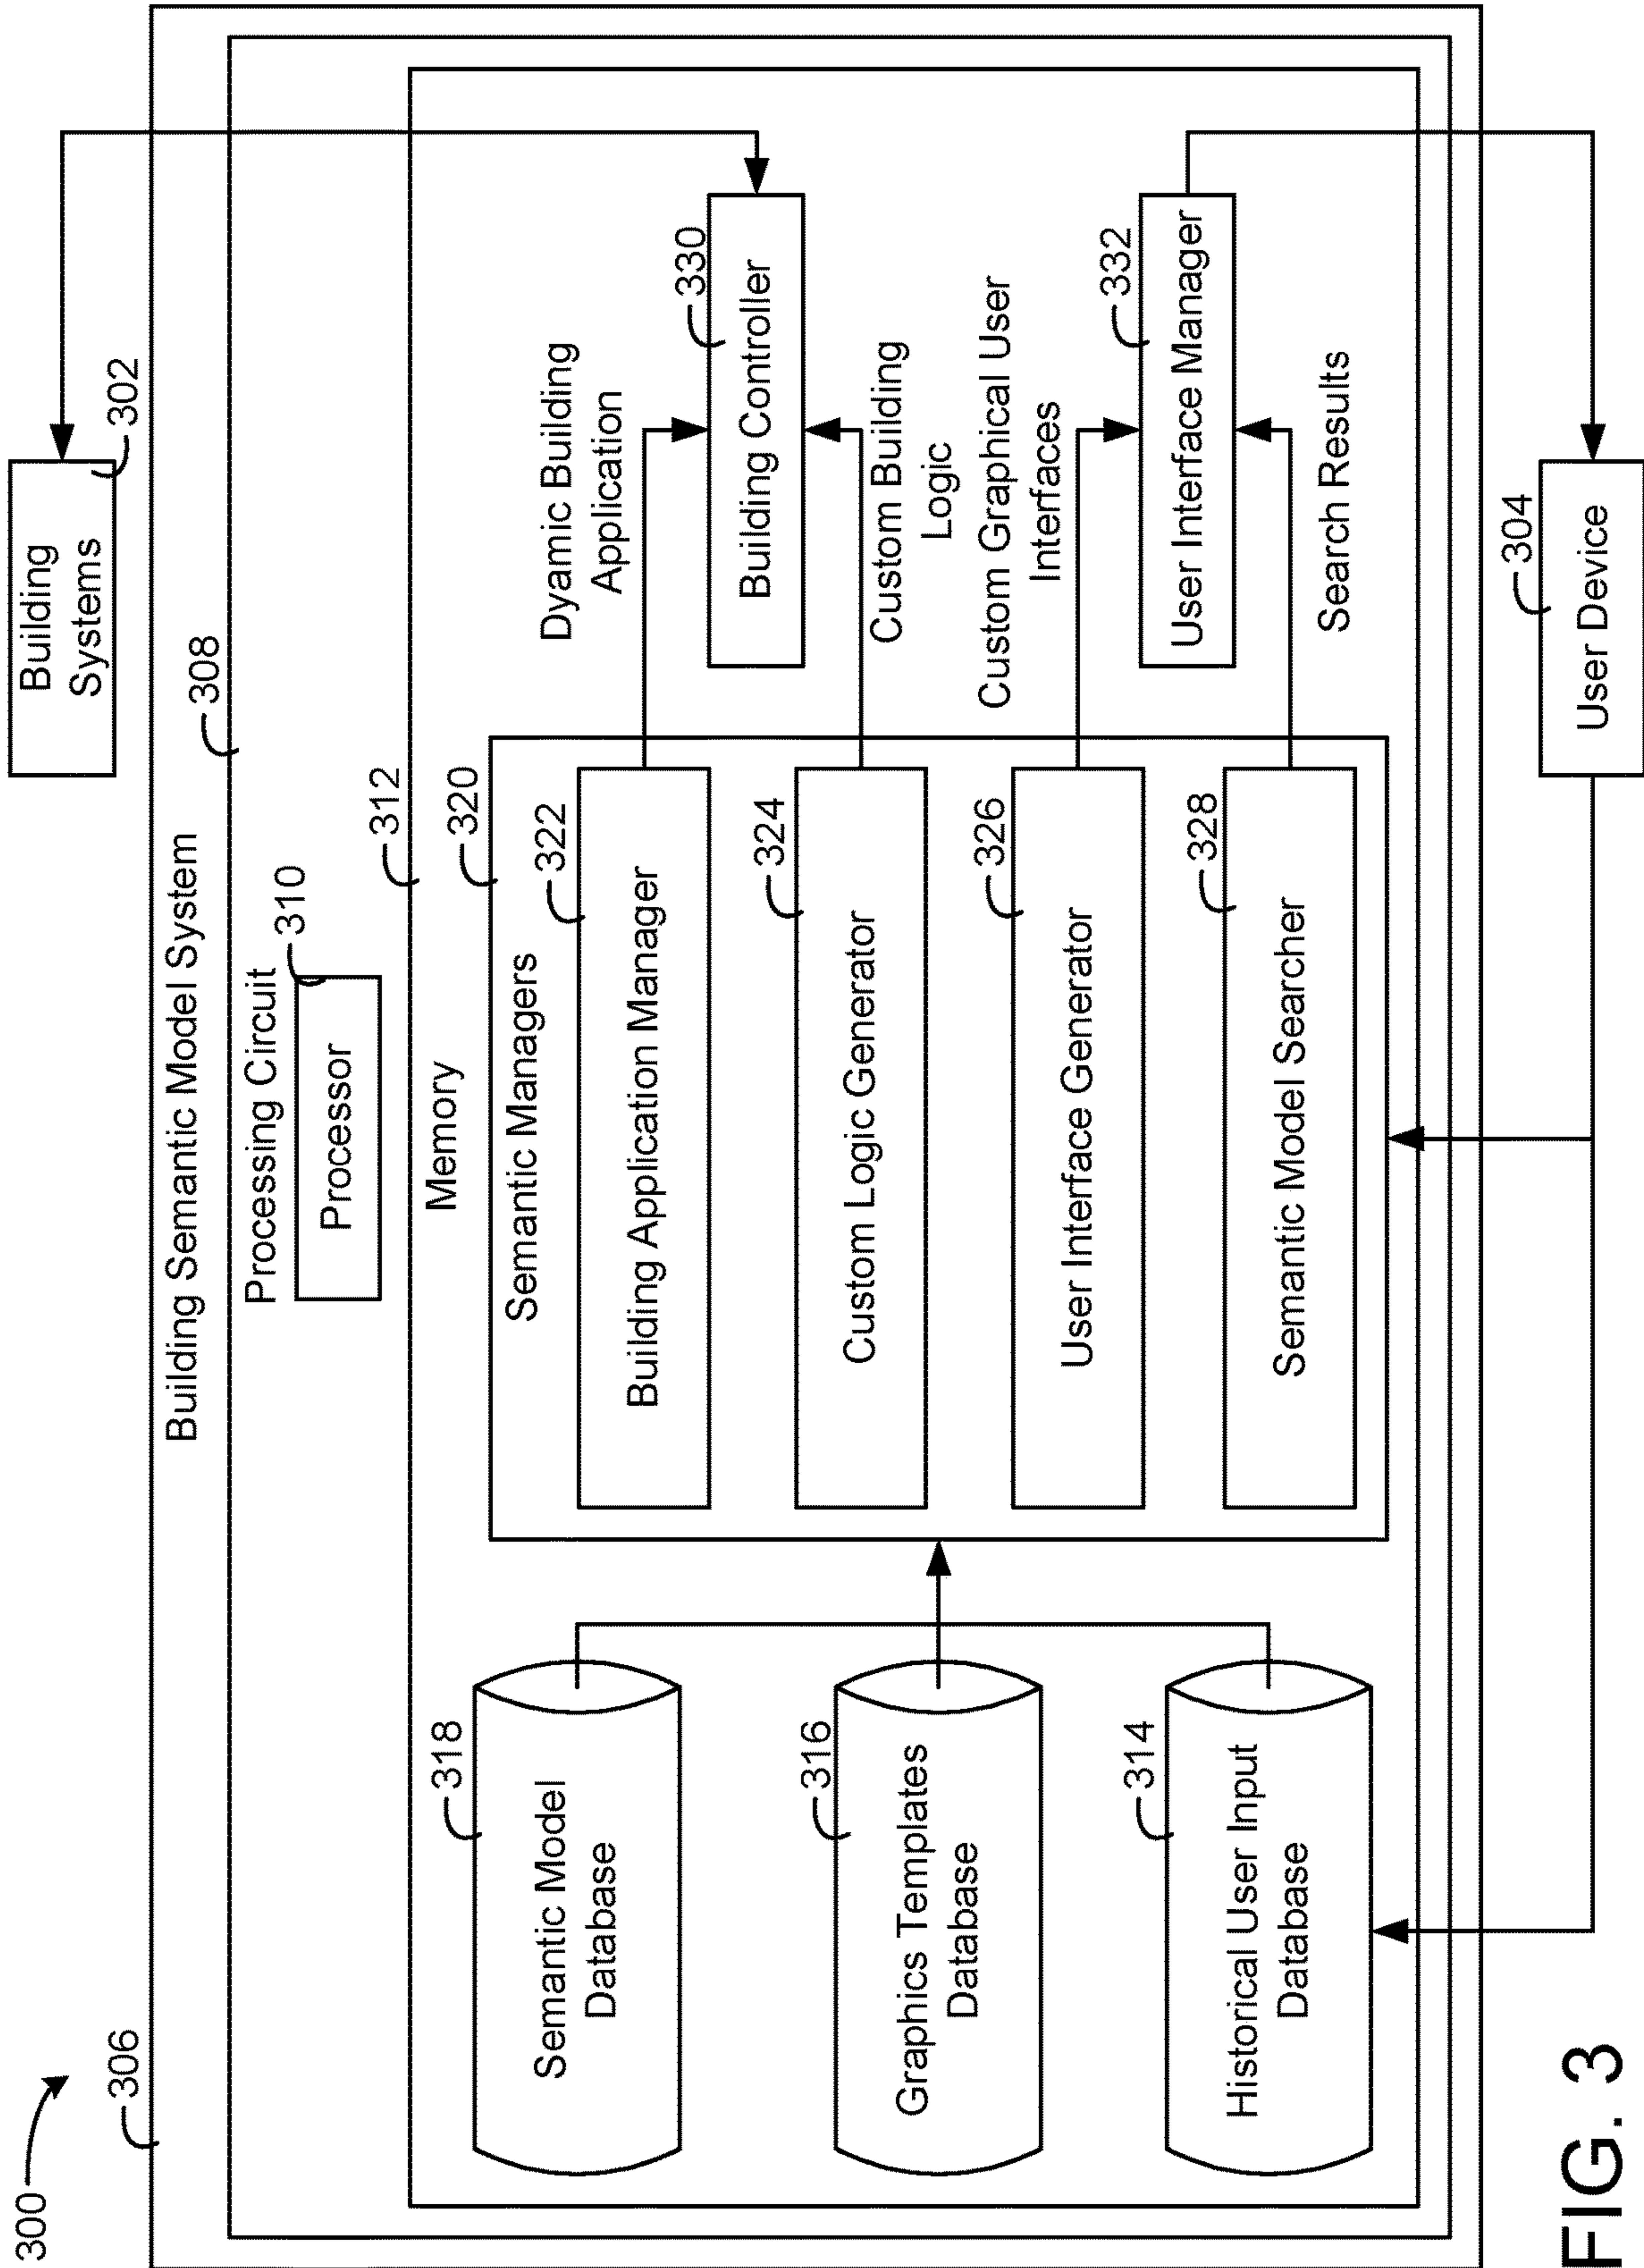 300
306
Building Semantic Model System
Building
Systems
302
308
Processing Circuit
310
Processor
312
Memory
318
Semantic Model
Database
316
Graphics Templates
Database
314
Historical User Input
Database
320
Semantic Managers
322
Building Application Manager
324
Custom Logic Generator
326
User Interface Generator
328
Semantic Model Searcher
Dyamic Building
Application
330
Building Controller
Custom Building
Logic
Custom Graphical User
Interfaces
332
User Interface Manager
Search Results
304
User Device
FIG. 3